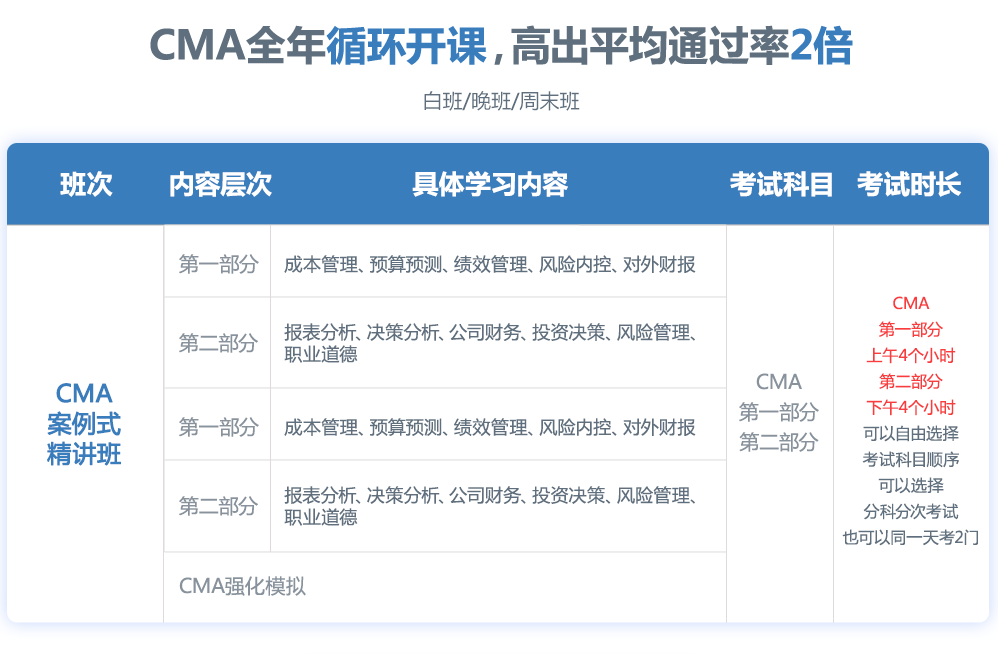 CMA全年循环开课,高出平均通过率2倍
白班/晚班/周末班
班次 内容层次 具体学习内容 考试科目 考试时长
CMA
案例式
精讲班
第一部分
成本管理、预算预测、绩效管理、风险内控、对外财报
第二部分
报表分析、决策分析、公司财务、投资决策、风险管理、
职业道德
第一部分
成本管理、预算预测、绩效管理、风险内控、对外财报
第二部分
报表分析、决策分析、公司财务、投资决策、风险管理、
职业道德
CMA强化模拟
CMA
第一部分
第二部分
CMA
第一部分
上午4个小时
第二部分
下午4个小时
可以自由选择
考试科目顺序
可以选择
分科分次考试
也可以同一天考2门